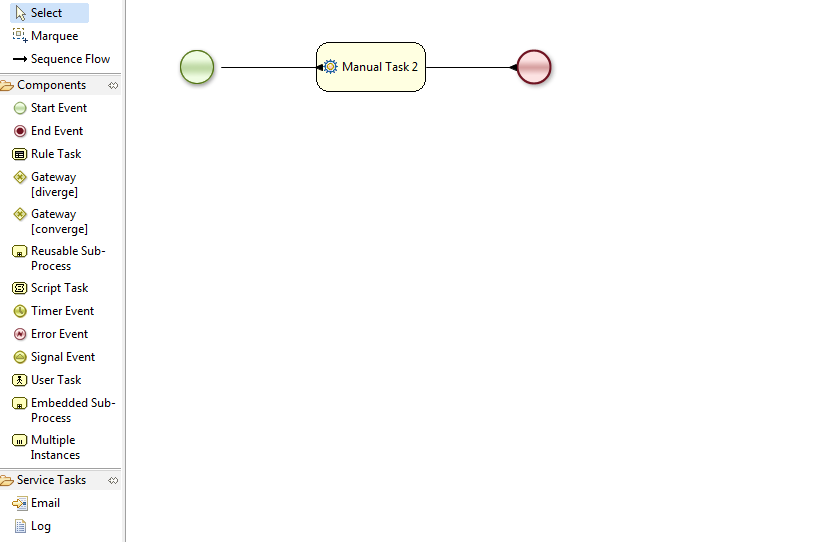 Select
Marquee
Sequence Flow
Components
Start Event
End Event
Rule Task
Gateway
[diverge]
Gateway
[converge]
Reusable Sub-
Process
Script Task
Timer Event
Error Event
Signal Event
User Task
Embedded Sub-
Process
Multiple
Instances
Service Tasks
Email
Log
Manual Task 2